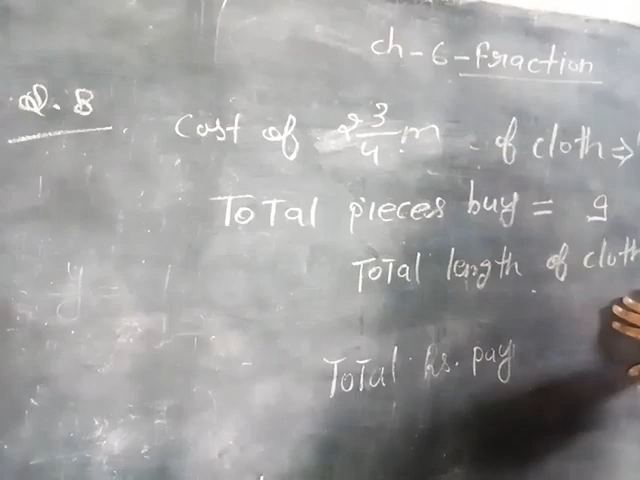 Ch-6-Fraction
Q. 8
Cost of 2 3/4 m of cloth ⇒
Total pieces buy = 9
Total length of cloth
Total Rs. pay